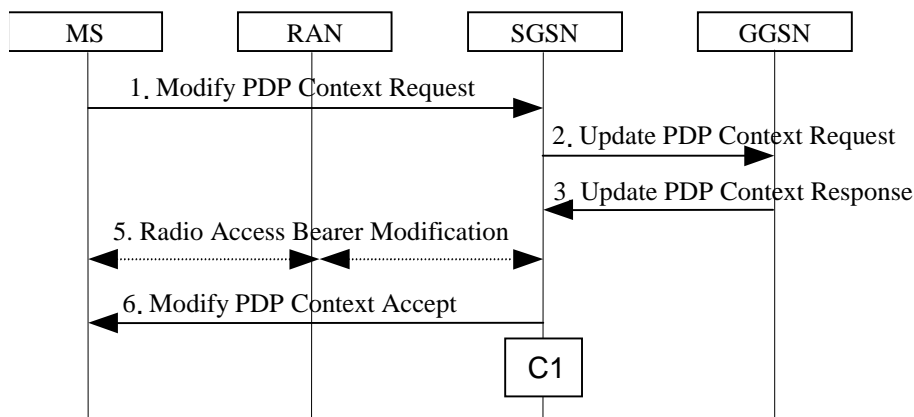 MS RAN SGSN GGSN
1. Modify PDP Context Request
2. Update PDP Context Request
3. Update PDP Context Response
5. Radio Access Bearer Modification
6. Modify PDP Context Accept
C1